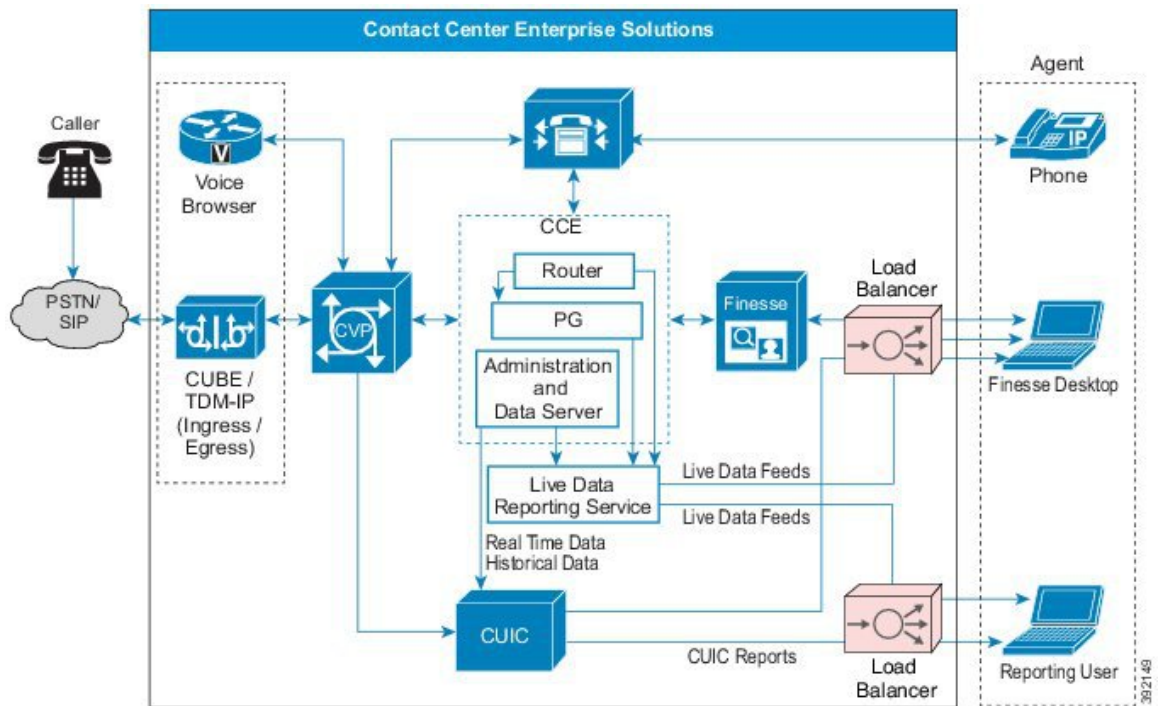 Contact Center Enterprise Solutions
Agent
Caller
V
Voice
Browser
IP
Phone
CCE
Router
PG
Administration
and
Data Server
PSTN/
SIP
CVP
Finesse
Load
Balancer
Finesse Desktop
CUBE /
TDM-IP
(Ingress /
Egress)
Live Data
Reporting Service
Live Data Feeds
Live Data Feeds
Real Time Data
Historical Data
CUIC
CUIC Reports
Load
Balancer
Reporting User
392149